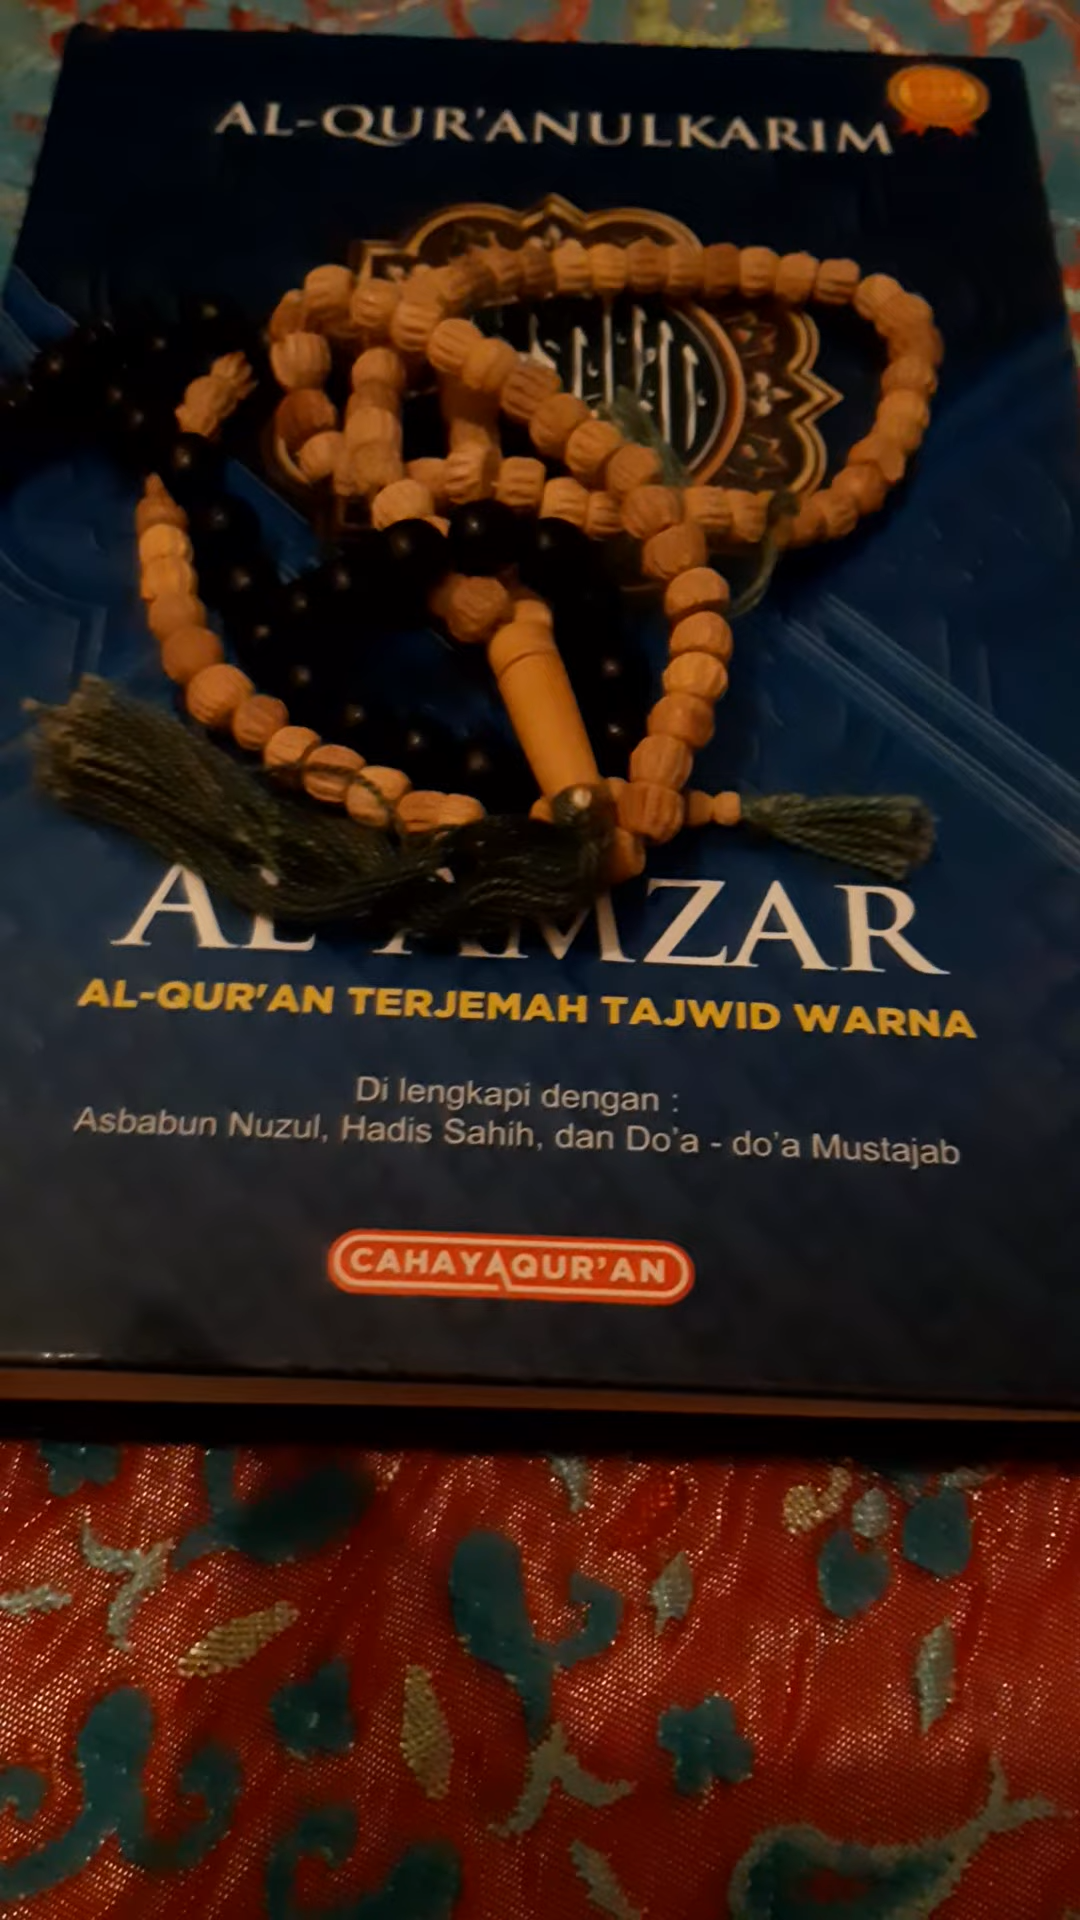 AL-QUR'ANULKARIM
ZAR
AL-QUR'AN TERJEMAH TAJWID WARNA
Di lengkapi dengan :
Asbabun Nuzul, Hadis Sahih, dan Do'a - do'a Mustajab
CAHAYAQUR'AN